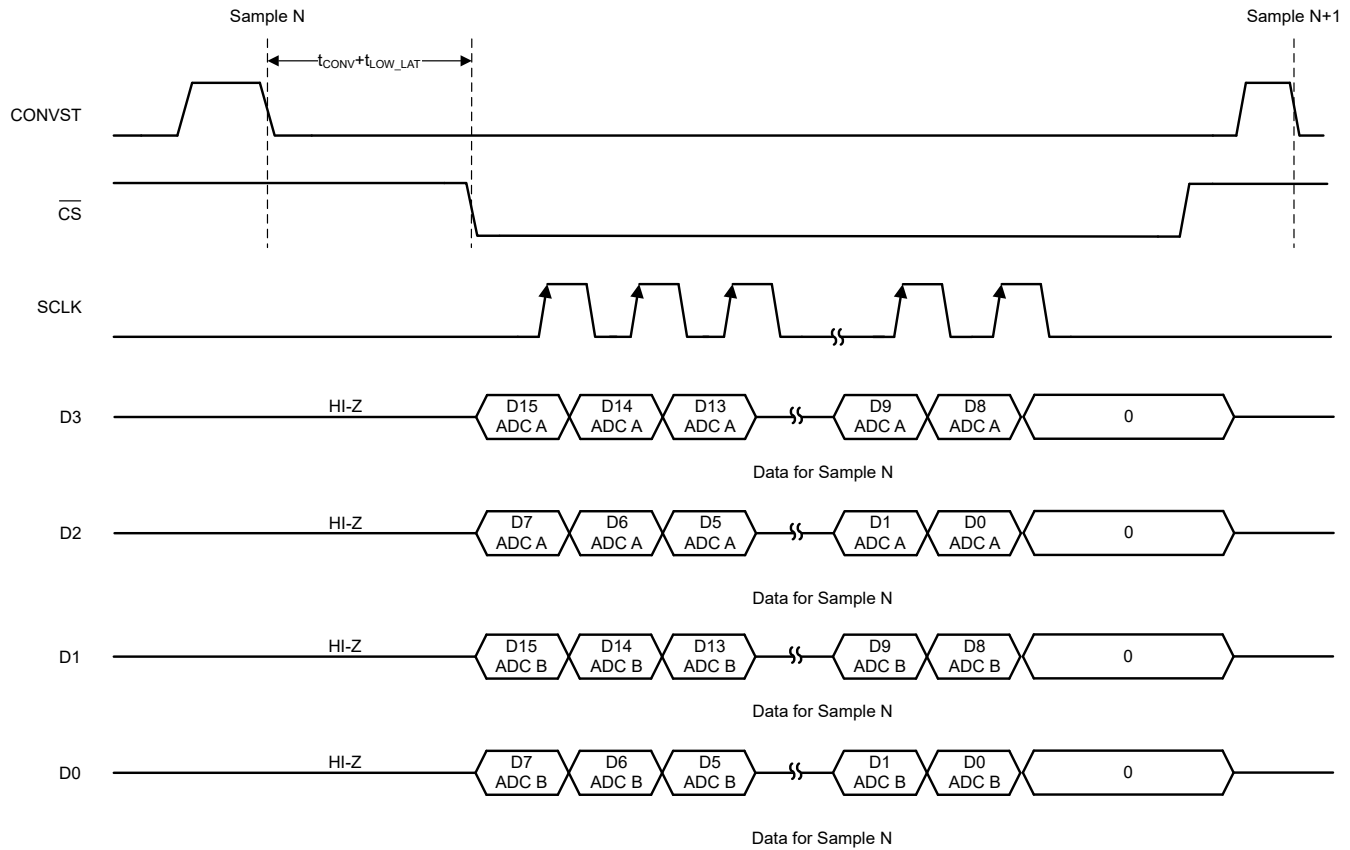 Sample N
Sample N+1
tCONV+tLOW_LAT
CONVST
CS
SCLK
D3
HI-Z
D15
ADC A
D14
ADC A
D13
ADC A
D9
ADC A
D8
ADC A
0
Data for Sample N
D2
HI-Z
D7
ADC A
D6
ADC A
D5
ADC A
D1
ADC A
D0
ADC A
0
Data for Sample N
D1
HI-Z
D15
ADC B
D14
ADC B
D13
ADC B
D9
ADC B
D8
ADC B
0
Data for Sample N
D0
HI-Z
D7
ADC B
D6
ADC B
D5
ADC B
D1
ADC B
D0
ADC B
0
Data for Sample N